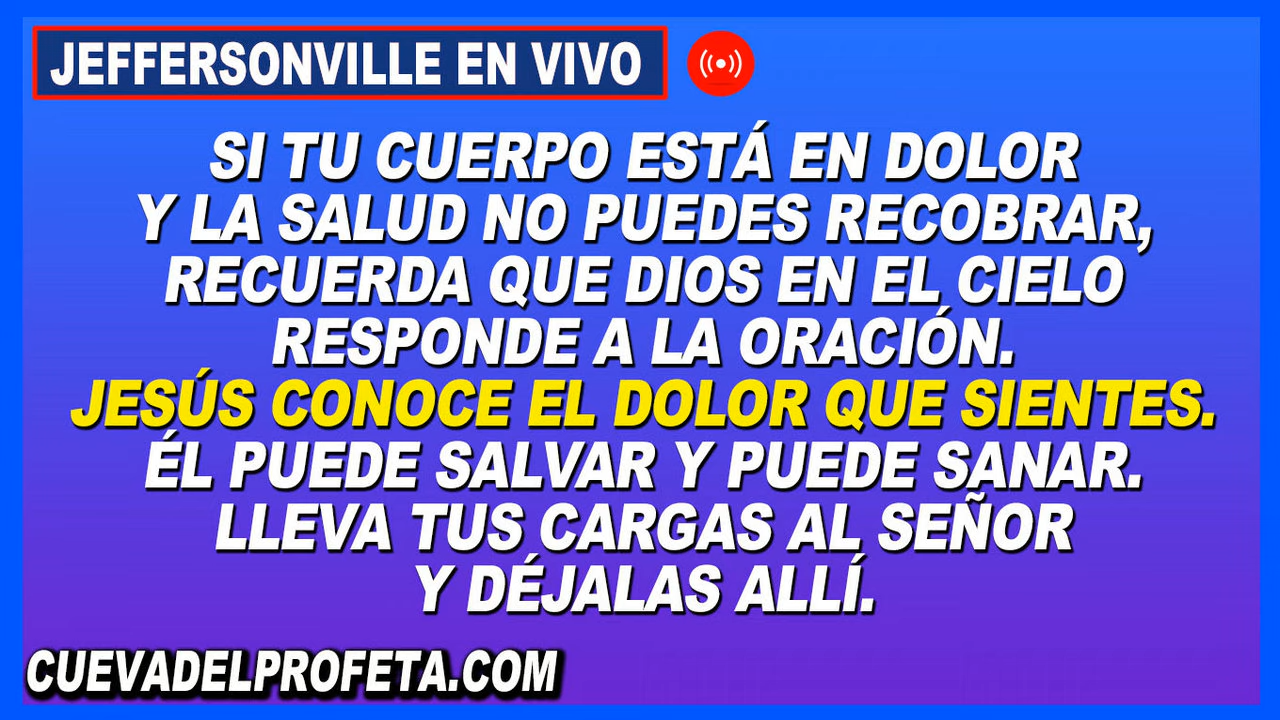 JEFFERSONVILLE EN VIVO
SI TU CUERPO ESTÁ EN DOLOR
Y LA SALUD NO PUEDES RECOBRAR,
RECUERDA QUE DIOS EN EL CIELO
RESPONDE A LA ORACIÓN.
JESÚS CONOCE EL DOLOR QUE SIENTES.
ÉL PUEDE SALVAR Y PUEDE SANAR.
LLEVA TUS CARGAS AL SEÑOR
Y DÉJALAS ALLÍ.
CUEVADELPROFETA.COM